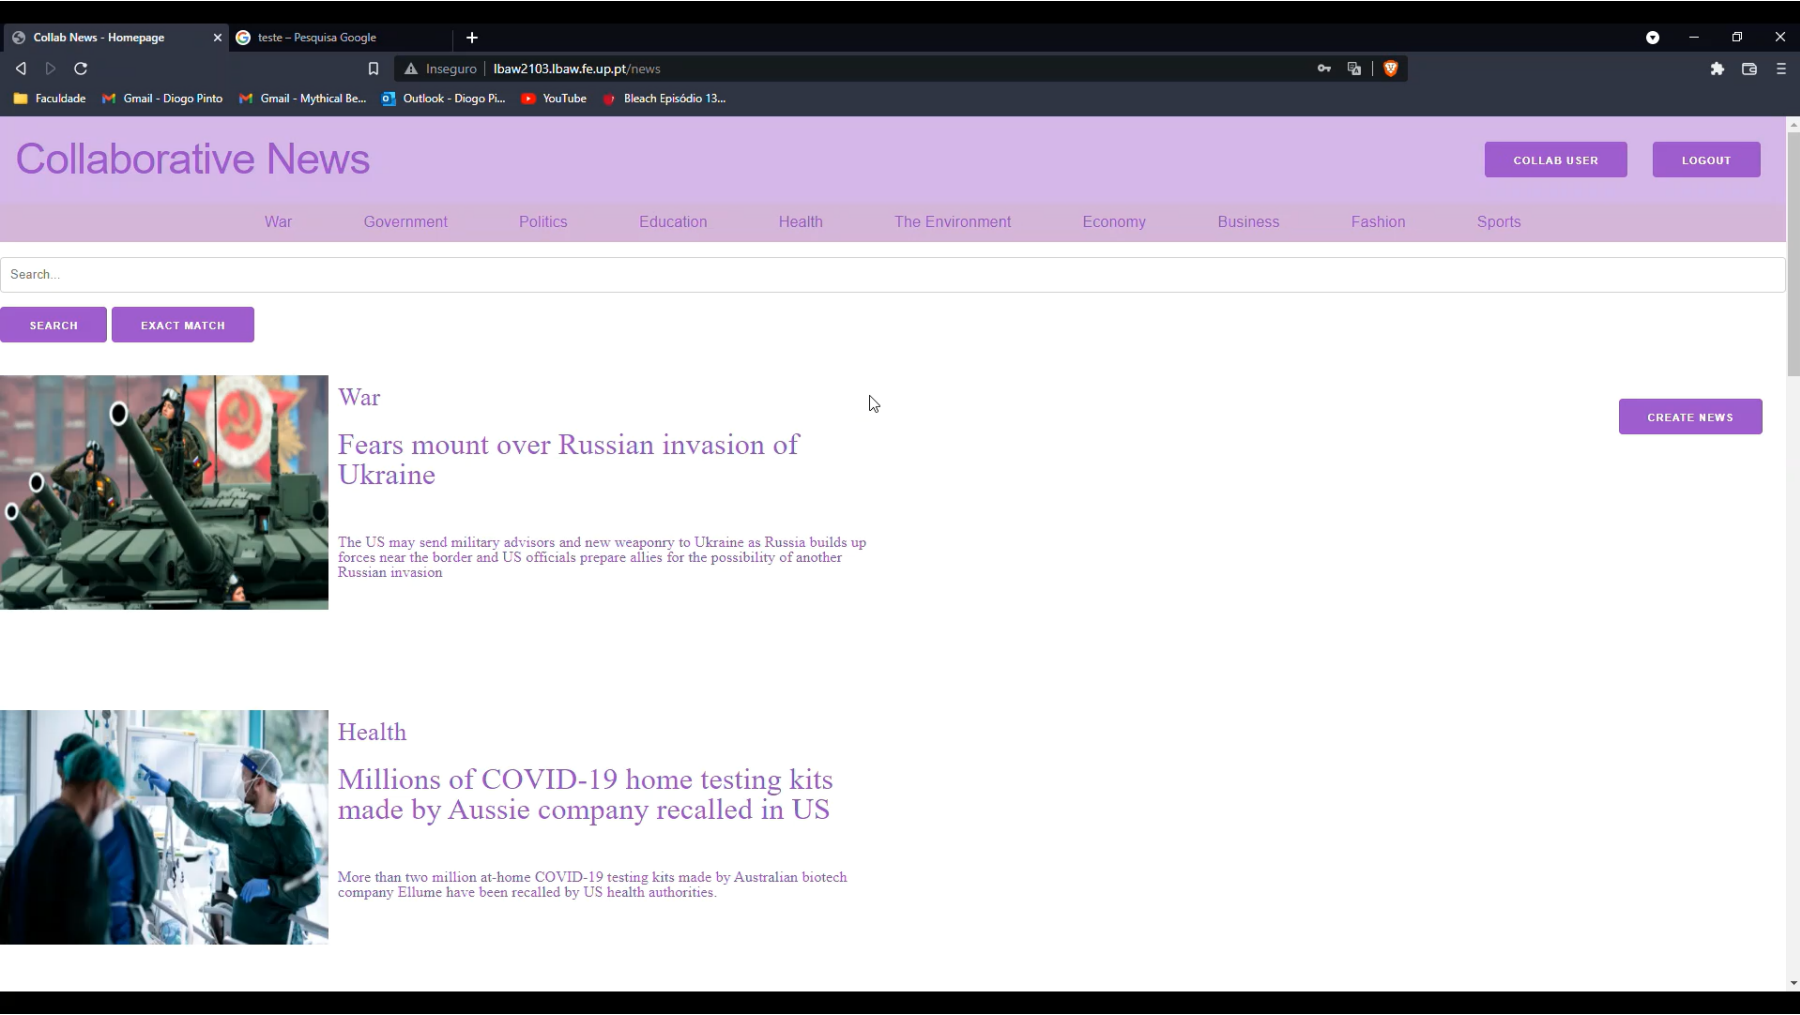 Collab News - Homepage
teste – Pesquisa Google
Inseguro
lbaw2103.lbaw.fe.up.pt/news
Faculdade
Gmail - Diogo Pinto
Gmail - Mythical Be...
Outlook - Diogo Pi...
YouTube
Bleach Episódio 13...
Collaborative News
COLLAB USER
LOGOUT
War
Government
Politics
Education
Health
The Environment
Economy
Business
Fashion
Sports
Search...
SEARCH
EXACT MATCH
War
CREATE NEWS
Fears mount over Russian invasion of
Ukraine
The US may send military advisors and new weaponry to Ukraine as Russia builds up
forces near the border and US officials prepare allies for the possibility of another
Russian invasion
Health
Millions of COVID-19 home testing kits
made by Aussie company recalled in US
More than two million at-home COVID-19 testing kits made by Australian biotech
company Ellume have been recalled by US health authorities.